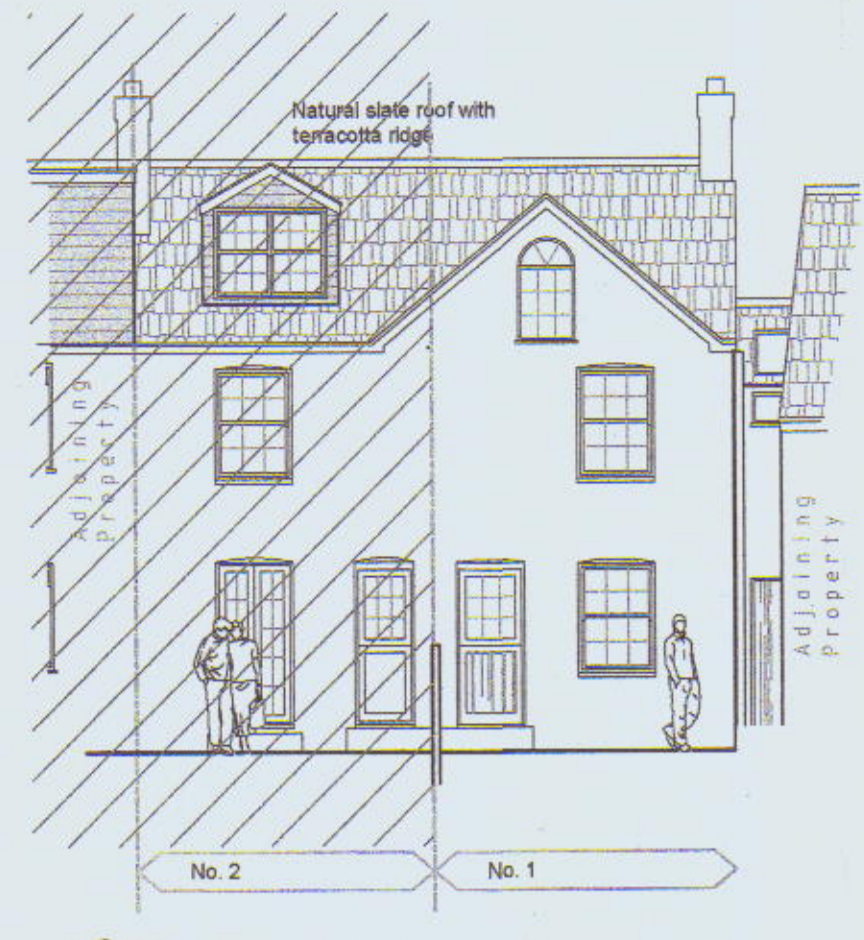 Natural slate roof with
terracotta ridge
Adjoining
Property
Adjoining
Property
No. 2
No. 1